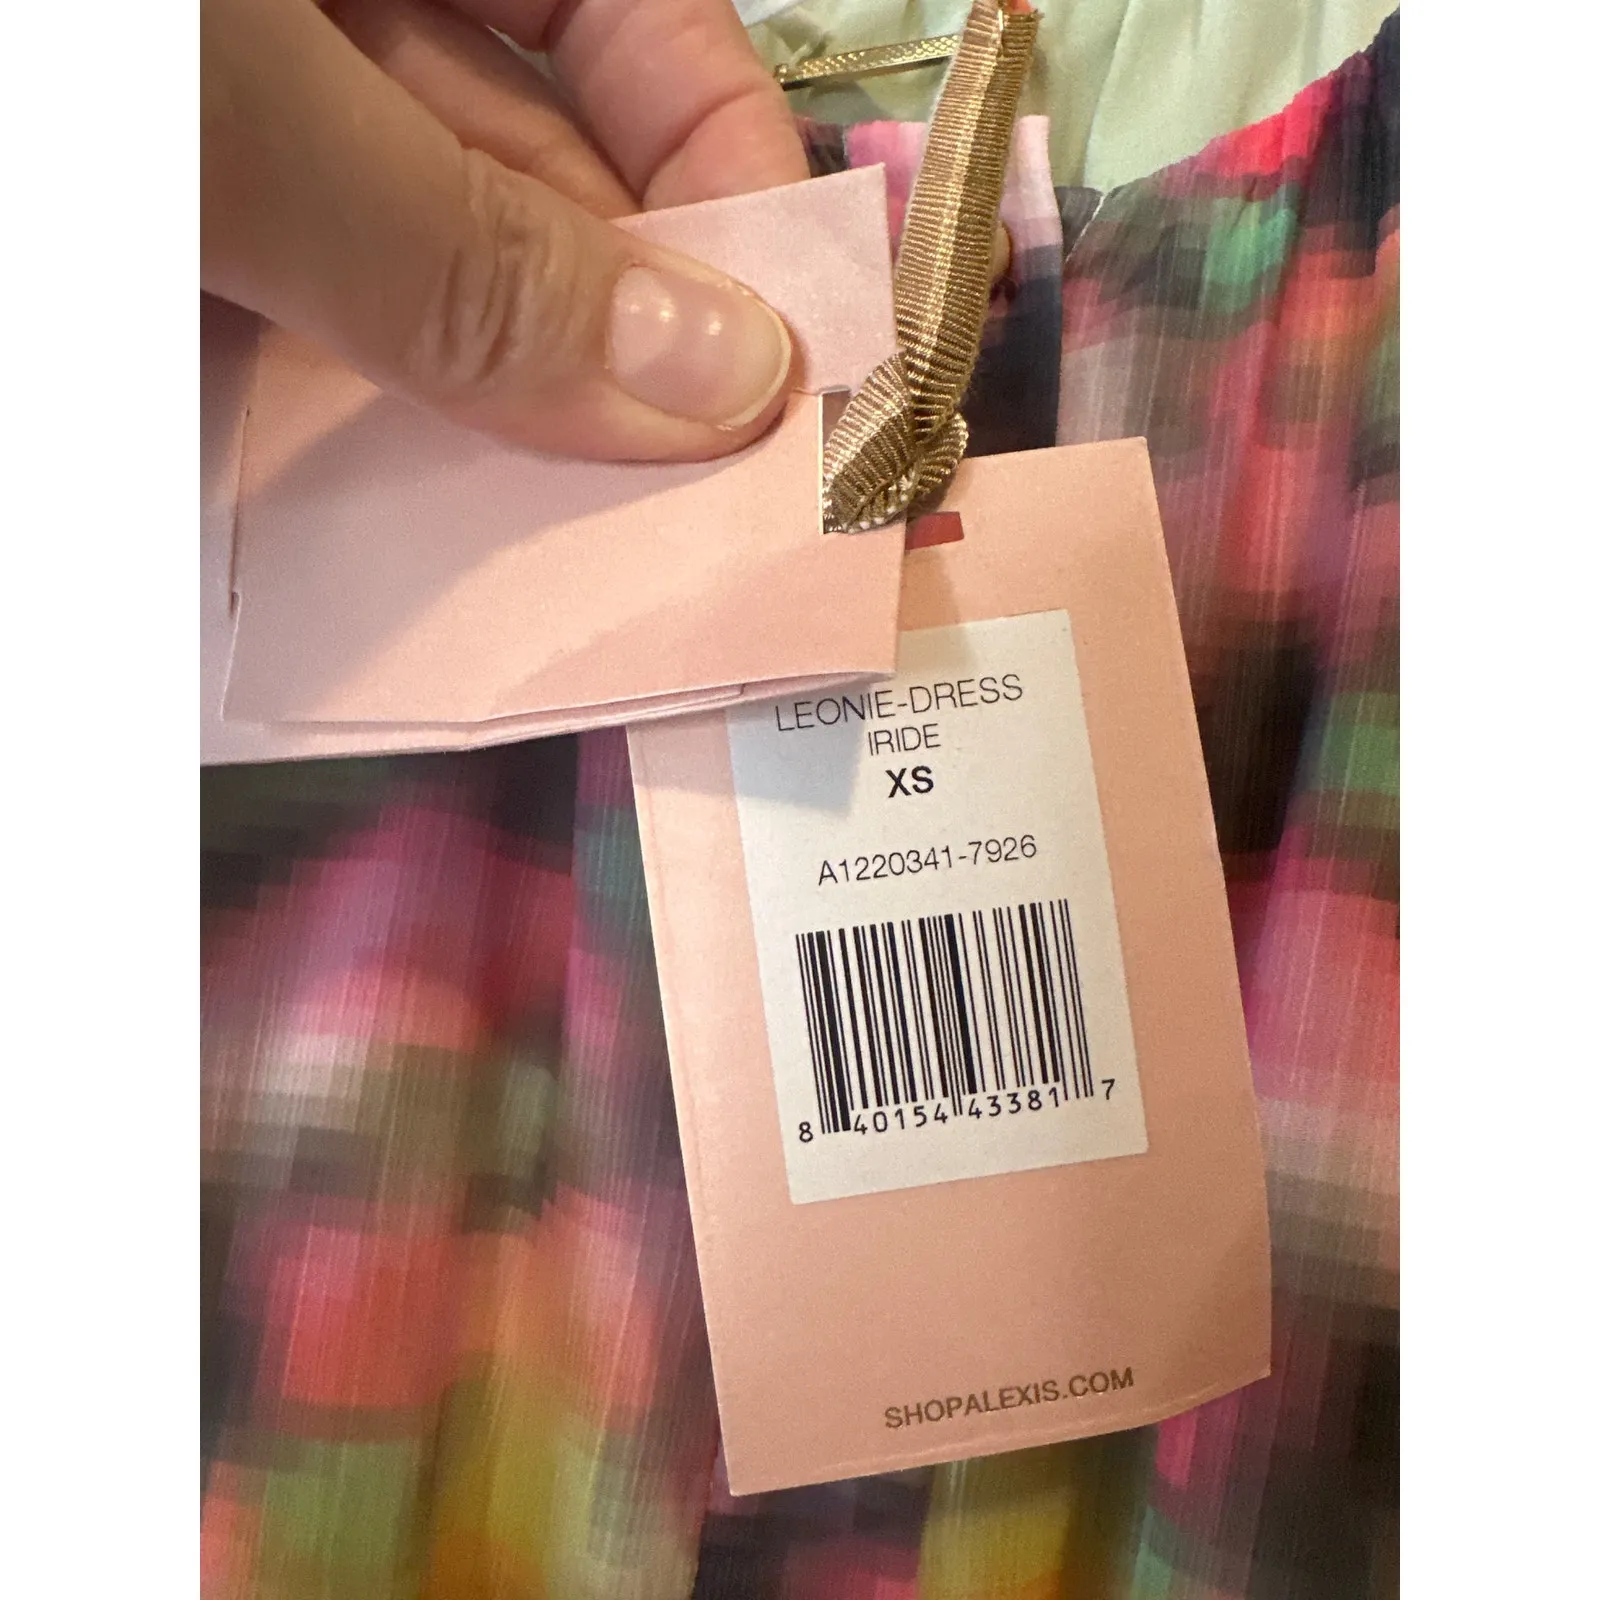 LEONIE-DRESS
IRIDE
XS
A1220341-7926
8 40154 43381 7
SHOPALEXIS.COM